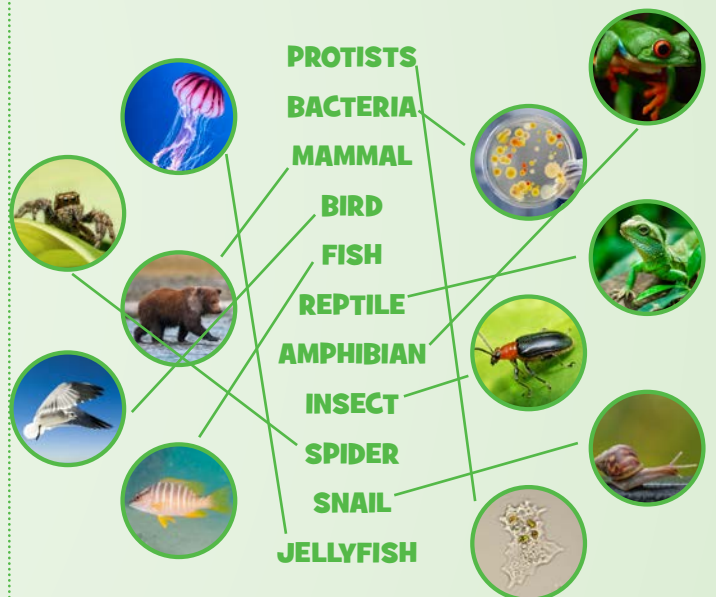 PROTISTS
BACTERIA
MAMMAL
BIRD
FISH
REPTILE
AMPHIBIAN
INSECT
SPIDER
SNAIL
JELLYFISH